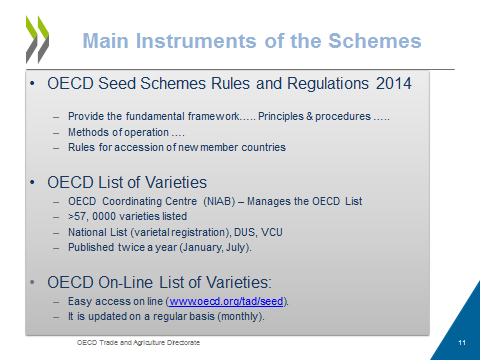 Main Instruments of the Schemes
• OECD Seed Schemes Rules and Regulations 2014
– Provide the fundamental framework….. Principles & procedures …..
– Methods of operation ….
– Rules for accession of new member countries
• OECD List of Varieties
– OECD Coordinating Centre (NIAB) – Manages the OECD List
– >57, 0000 varieties listed
– National List (varietal registration), DUS, VCU
– Published twice a year (January, July).
• OECD On-Line List of Varieties:
– Easy access on line (www.oecd.org/tad/seed).
– It is updated on a regular basis (monthly).
OECD Trade and Agriculture Directorate
11